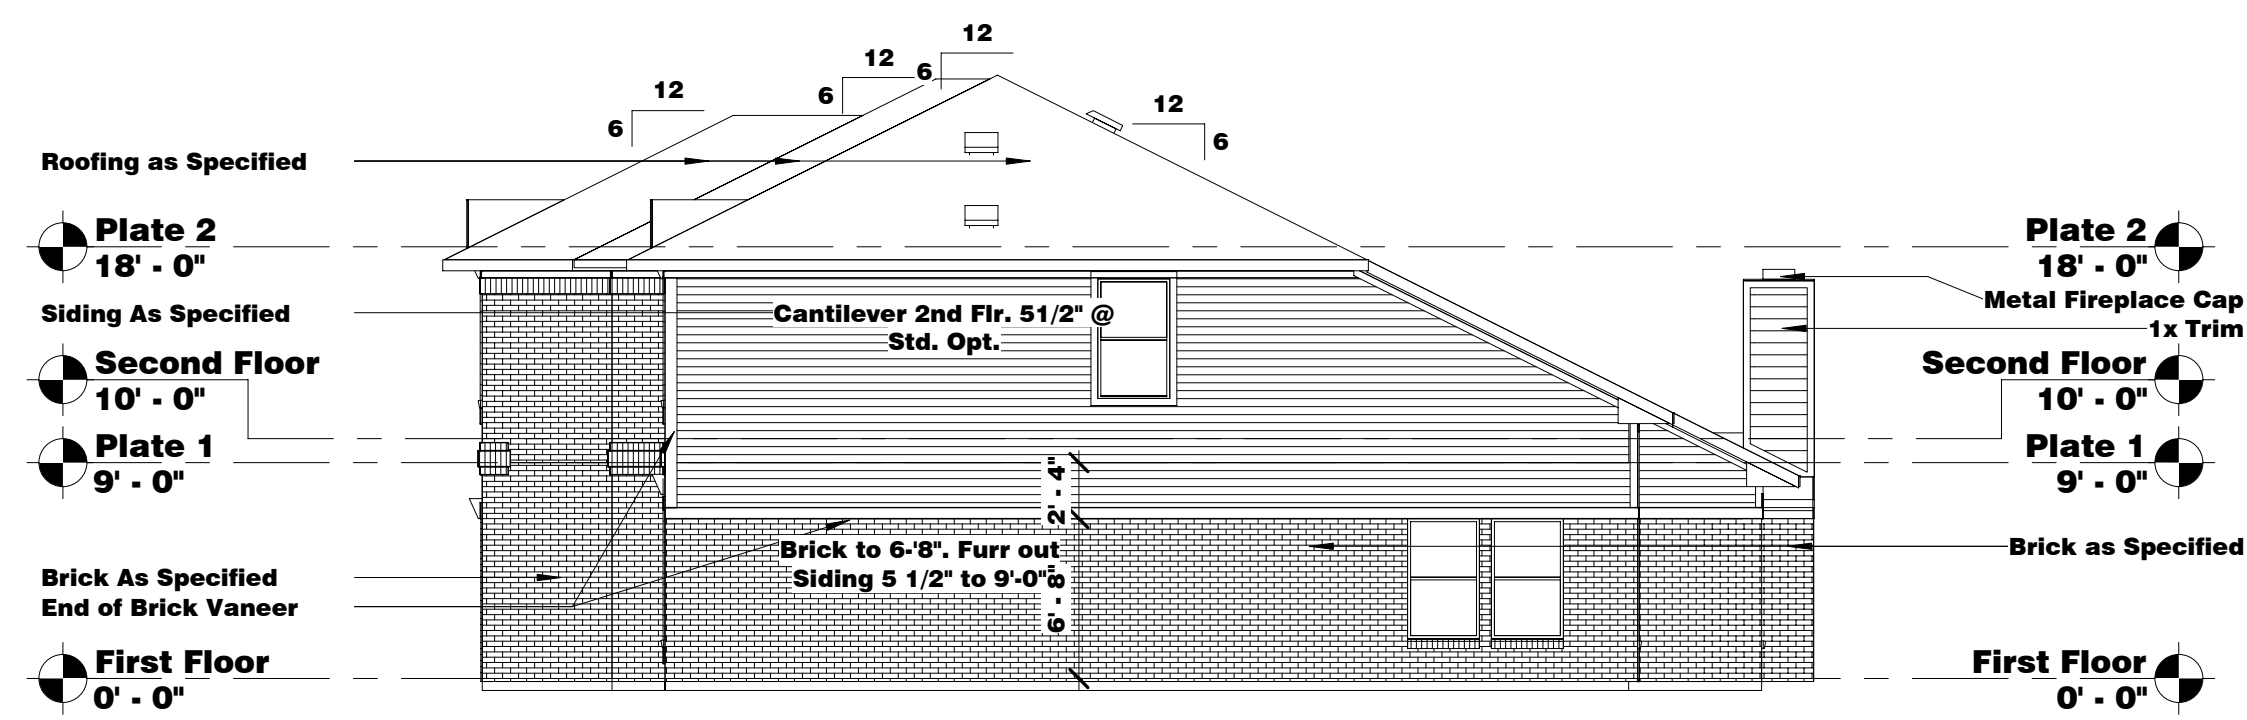 12
12
6
12
6
12
6
6
Roofing as Specified
Plate 2
18' - 0"
Plate 2
18' - 0"
Metal Fireplace Cap
Siding As Specified
Cantilever 2nd Flr. 51/2" @
Std. Opt.
1x Trim
Second Floor
10' - 0"
Second Floor
10' - 0"
Plate 1
9' - 0"
Plate 1
9' - 0"
2' - 4"
Brick to 6-'8". Furr out
Siding 5 1/2" to 9'-0"
6' - 8"
Brick as Specified
Brick As Specified
End of Brick Vaneer
First Floor
0' - 0"
First Floor
0' - 0"